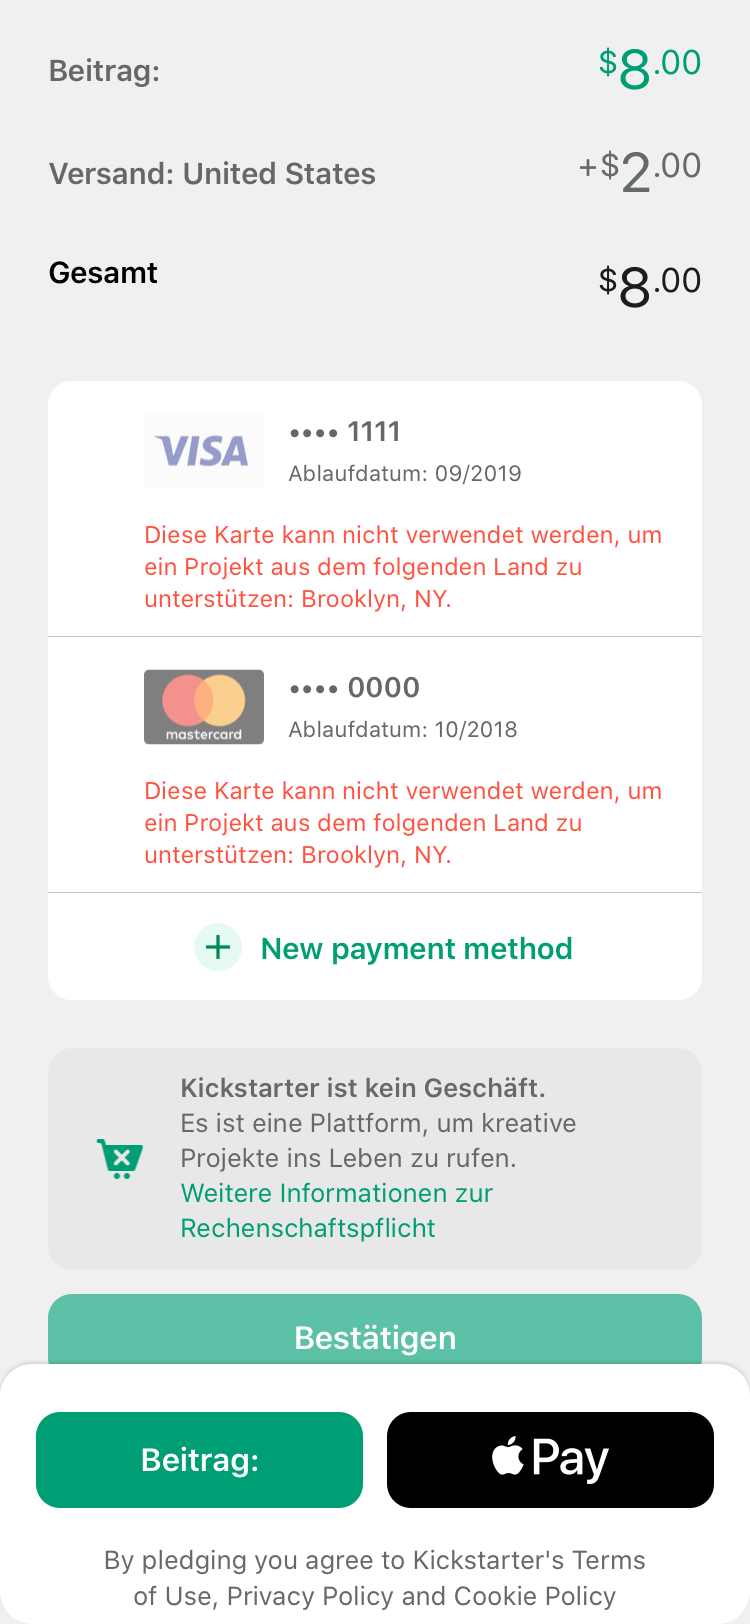 Beitrag:
$8.00
Versand: United States
+$2.00
Gesamt
$8.00
VISA
•••• 1111
Ablaufdatum: 09/2019
Diese Karte kann nicht verwendet werden, um
ein Projekt aus dem folgenden Land zu
unterstützen: Brooklyn, NY.
mastercard
•••• 0000
Ablaufdatum: 10/2018
Diese Karte kann nicht verwendet werden, um
ein Projekt aus dem folgenden Land zu
unterstützen: Brooklyn, NY.
New payment method
Kickstarter ist kein Geschäft.
Es ist eine Plattform, um kreative
Projekte ins Leben zu rufen.
Weitere Informationen zur
Rechenschaftspflicht
Bestätigen
Beitrag:
Pay
By pledging you agree to Kickstarter's Terms
of Use, Privacy Policy and Cookie Policy